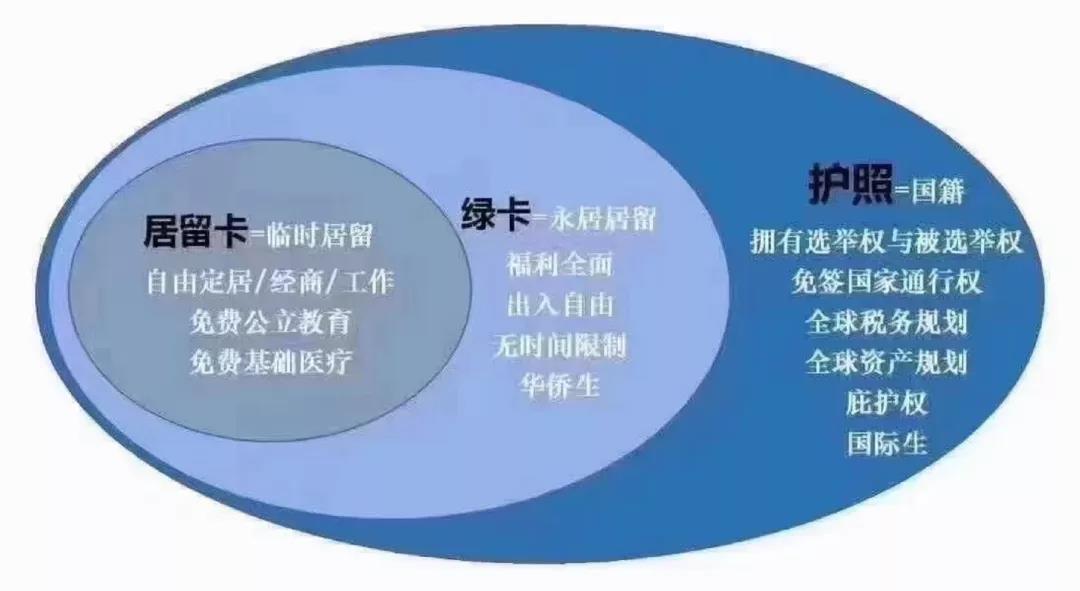 居留卡=临时居留
自由定居/经商/工作
免费公立教育
免费基础医疗
绿卡=永居居留
福利全面
出入自由
无时间限制
华侨生
护照=国籍
拥有选举权与被选举权
免签国家通行权
全球税务规划
全球资产规划
庇护权
国际生